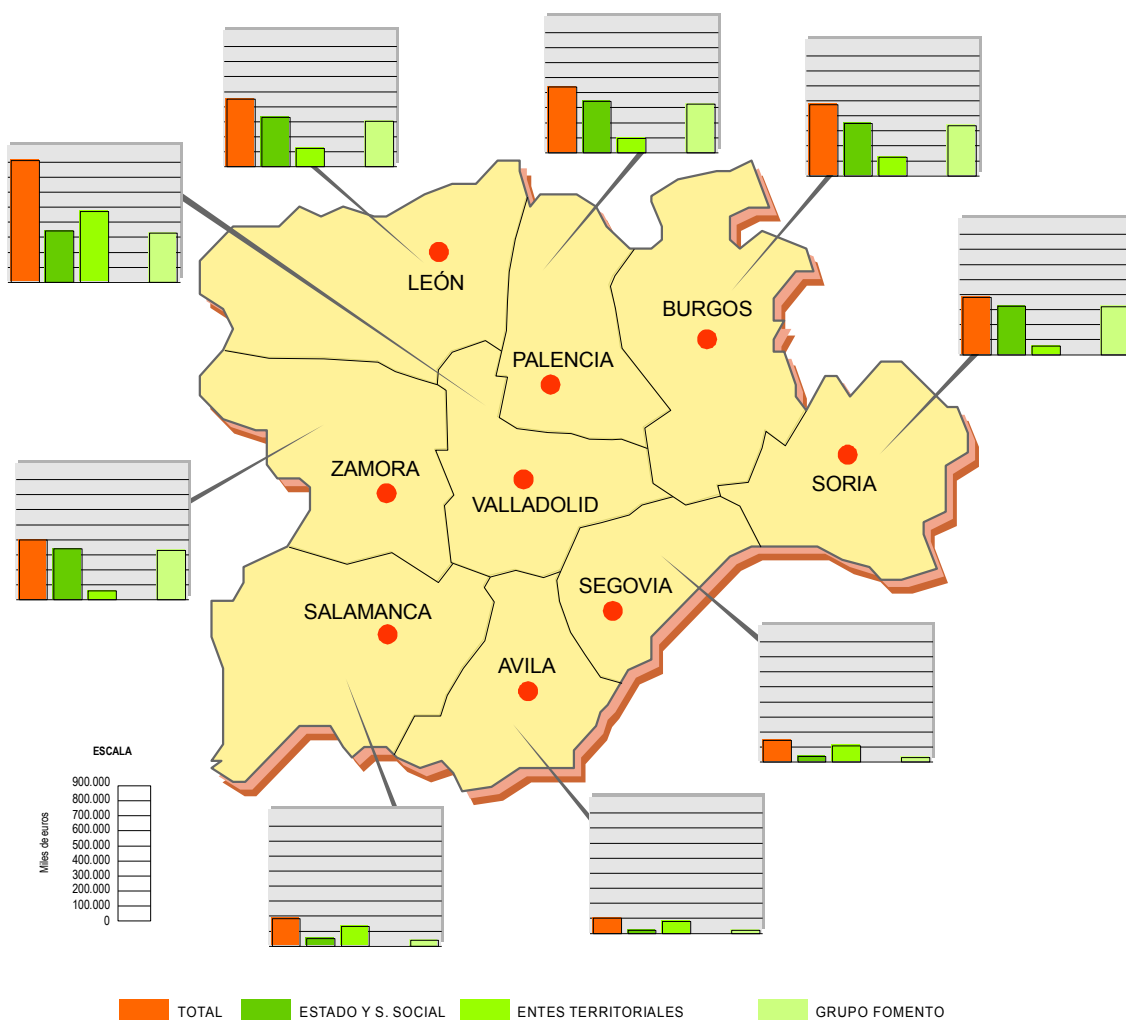 LEÓN
BURGOS
PALENCIA
ZAMORA
SORIA
VALLADOLID
SEGOVIA
SALAMANCA
AVILA
ESCALA
Miles de euros
900.000
800.000
700.000
600.000
500.000
400.000
300.000
200.000
100.000
0
TOTAL ESTADO Y S. SOCIAL ENTES TERRITORIALES GRUPO FOMENTO